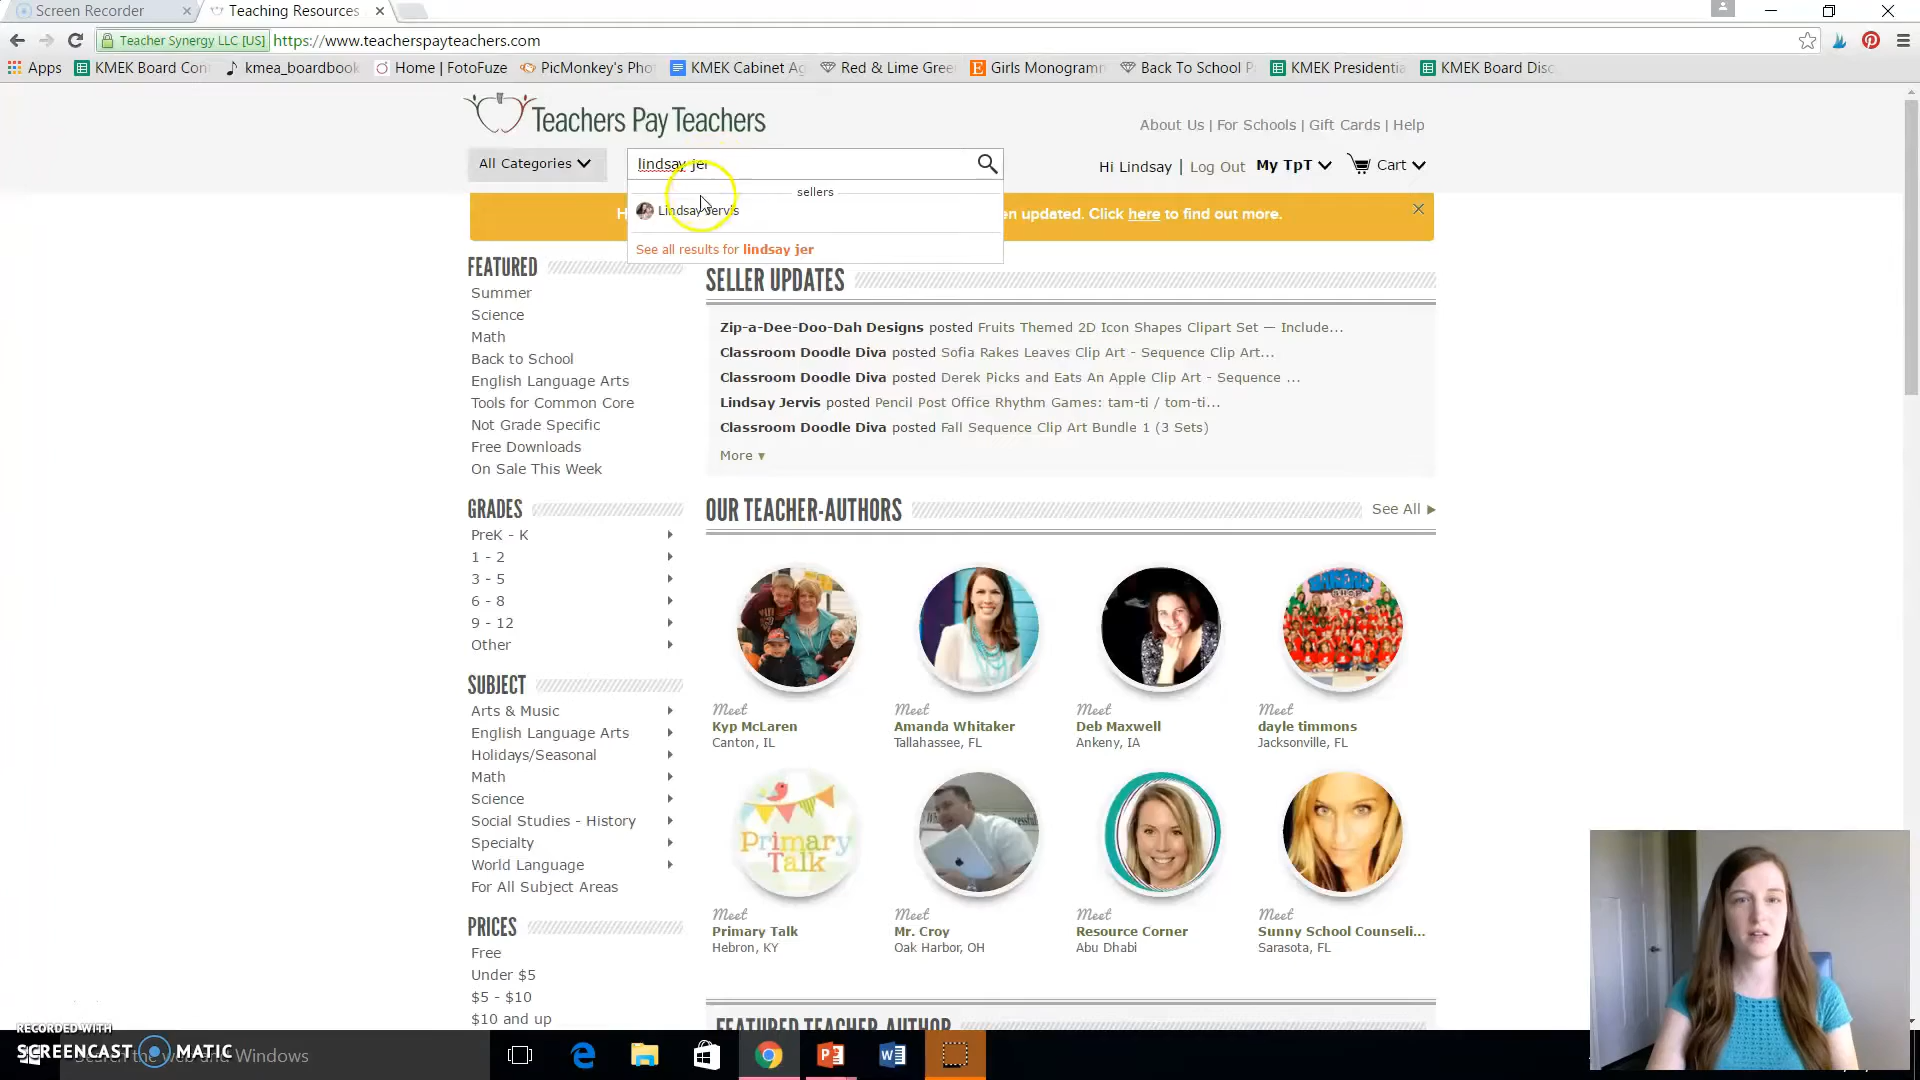 Screen Recorder
Teaching Resources
Teacher Synergy LLC [US] https://www.teacherspayteachers.com
Apps KMEK Board Con kmea_boardbook Home | FotoFuze PicMonkey's Pho KMEK Cabinet Ag Red & Lime Gree Girls Monogramm Back To School P KMEK Presidentia KMEK Board Disc
Teachers Pay Teachers
About Us | For Schools | Gift Cards | Help
All Categories
lindsay jer
Hi Lindsay | Log Out My TpT Cart
sellers
Lindsay Jervis
en updated. Click here to find out more.
See all results for lindsay jer
FEATURED
Summer
Science
Math
Back to School
English Language Arts
Tools for Common Core
Not Grade Specific
Free Downloads
On Sale This Week
GRADES
PreK - K
1 - 2
3 - 5
6 - 8
9 - 12
Other
SUBJECT
Arts & Music
English Language Arts
Holidays/Seasonal
Math
Science
Social Studies - History
Specialty
World Language
For All Subject Areas
PRICES
Free
Under $5
$5 - $10
$10 and up
SELLER UPDATES
Zip-a-Dee-Doo-Dah Designs posted Fruits Themed 2D Icon Shapes Clipart Set — Include...
Classroom Doodle Diva posted Sofia Rakes Leaves Clip Art - Sequence Clip Art...
Classroom Doodle Diva posted Derek Picks and Eats An Apple Clip Art - Sequence ...
Lindsay Jervis posted Pencil Post Office Rhythm Games: tam-ti / tom-ti...
Classroom Doodle Diva posted Fall Sequence Clip Art Bundle 1 (3 Sets)
More
OUR TEACHER-AUTHORS
See All
Meet
Kyp McLaren
Canton, IL
Meet
Amanda Whitaker
Tallahassee, FL
Meet
Deb Maxwell
Ankeny, IA
Meet
dayle timmons
Jacksonville, FL
Primary Talk
Meet
Primary Talk
Hebron, KY
Meet
Mr. Croy
Oak Harbor, OH
Meet
Resource Corner
Abu Dhabi
Meet
Sunny School Counseli...
Sarasota, FL
FEATURED TEACHER-AUTHOR
RECORDED WITH
SCREENCAST MATIC
Search the web and Windows